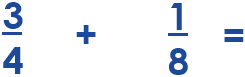 3/4 + 1/8 =